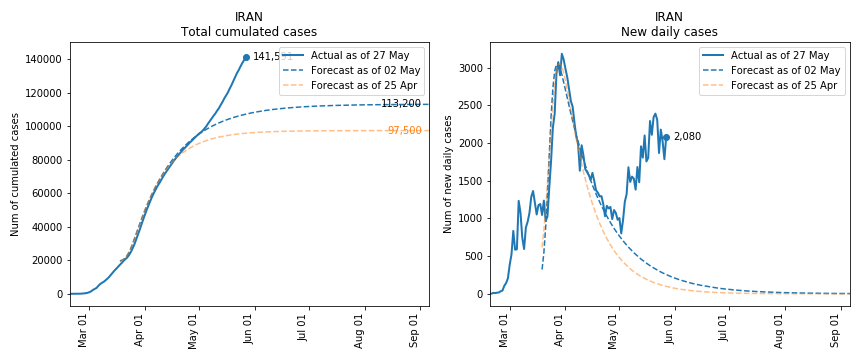 IRAN
Total cumulated cases
Num of cumulated cases
140000
120000
100000
80000
60000
40000
20000
0
Mar 01
Apr 01
May 01
Jun 01
Jul 01
Aug 01
Sep 01
Actual as of 27 May
Forecast as of 02 May
Forecast as of 25 Apr
113,200
97,500
IRAN
New daily cases
Num of new daily cases
3000
2500
2000
1500
1000
500
0
Mar 01
Apr 01
May 01
Jun 01
Jul 01
Aug 01
Sep 01
Actual as of 27 May
Forecast as of 02 May
Forecast as of 25 Apr
2,080